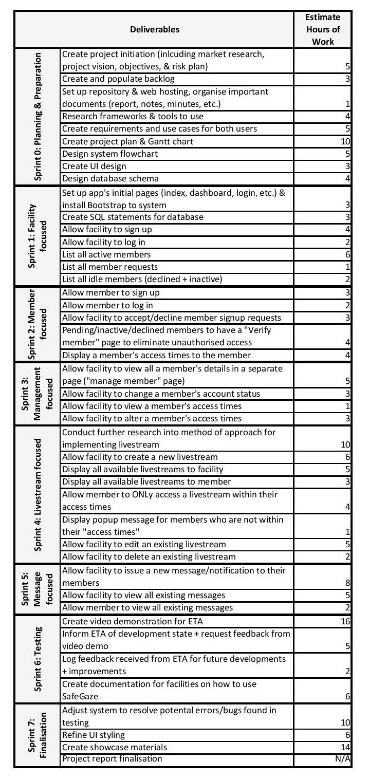 Deliverables
Estimate
Hours of
Work
Sprint 0: Planning & Preparation
Create project initiation (inlcuding market research,
project vision, objectives, & risk plan) 5
Create and populate backlog 3
Set up repository & web hosting, organise important
documents (report, notes, minutes, etc.) 1
Research frameworks & tools to use 4
Create requirements and use cases for both users 5
Create project plan & Gantt chart 10
Design system flowchart 5
Create UI design 3
Design database schema 4
Sprint 1: Facility
focused
Set up app's initial pages (index, dashboard, login, etc.) &
install Bootstrap to system 3
Create SQL statements for database 3
Allow facility to sign up 4
Allow facility to log in 2
List all active members 6
List all member requests 1
List all idle members (declined + inactive) 2
Sprint 2: Member
focused
Allow member to sign up 3
Allow member to log in 2
Allow facility to accept/decline member signup requests 3
Pending/inactive/declined members to have a "Verify
member" page to eliminate unauthorised access 4
Display a member's access times to the member 4
Sprint 3:
Management
focused
Allow facility to view all a member's details in a separate
page ("manage member" page) 5
Allow facility to change a member's account status 3
Allow facility to view a member's access times 1
Allow facility to alter a member's access times 3
Sprint 4: Livestream focused
Conduct further research into method of approach for
implementing livestream 10
Allow facility to create a new livestream 6
Display all available livestreams to facility 5
Display all available livestreams to member 3
Allow member to ONLy access a livestream within their
access times 4
Display popup message for members who are not within
their "access times" 1
Allow facility to edit an existing livestream 5
Allow facility to delete an existing livestream 2
Sprint 5:
Message
focused
Allow facility to issue a new message/notification to their
members 8
Allow facility to view all existing messages 5
Allow member to view all existing messages 2
Sprint 6: Testing
Create video demonstration for ETA 16
Inform ETA of development state + request feedback from
video demo 5
Log feedback received from ETA for future developments
+ improvements 2
Create documentation for facilities on how to use
SafeGaze 6
Sprint 7:
Finalisation
Adjust system to resolve potental errors/bugs found in
testing 10
Refine UI styling 6
Create showcase materials 14
Project report finalisation N/A